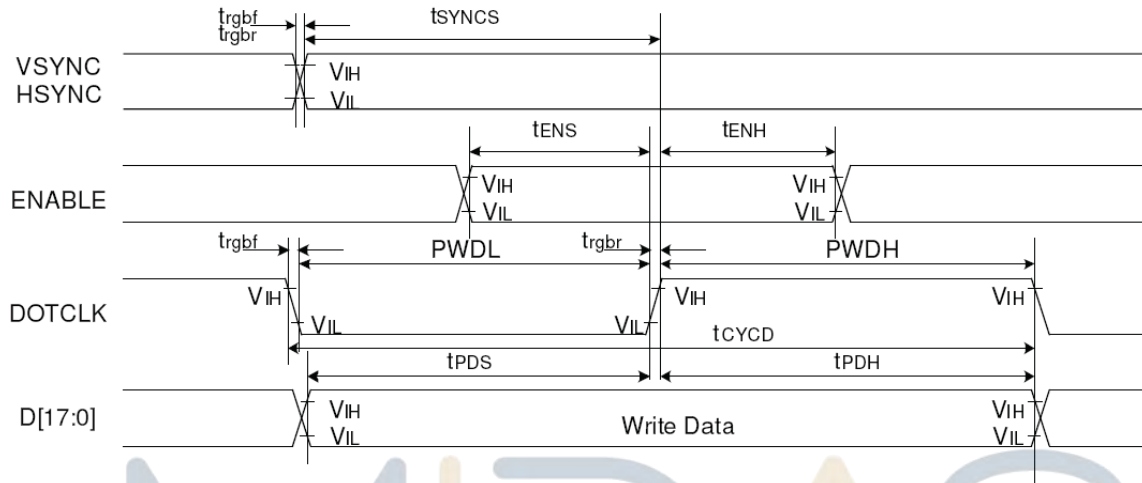 trgbf
trgbr
tSYNCS
VSYNC
HSYNC
VIH
VIL
tENS
tENH
ENABLE
VIH
VIL
VIH
VIL
trgbf
PWDL
trgbr
PWDH
DOTCLK
VIH
VIL
VIL
VIH
VIH
tCYCD
tPDS
tPDH
D[17:0]
VIH
VIL
Write Data
VIH
VIL